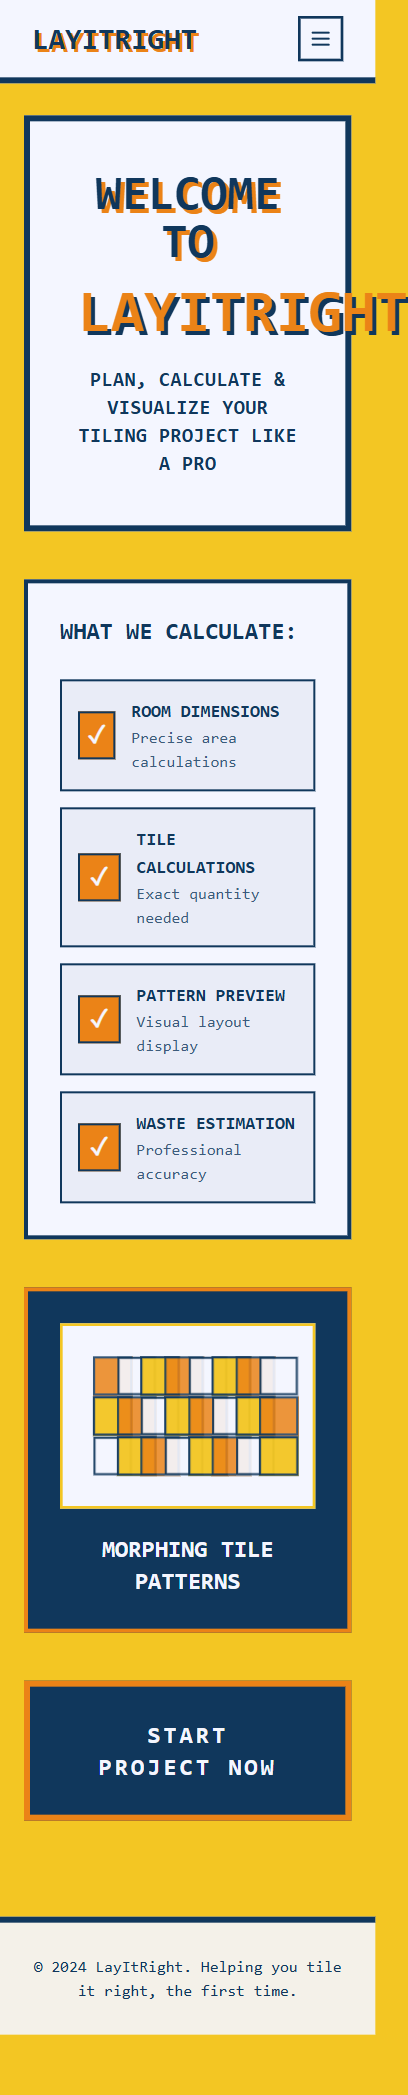 LAYITRIGHT
WELCOME
TO
LAYITRIGHT
PLAN, CALCULATE &
VISUALIZE YOUR
TILING PROJECT LIKE
A PRO
WHAT WE CALCULATE:
ROOM DIMENSIONS
Precise area
calculations
TILE
CALCULATIONS
Exact quantity
needed
PATTERN PREVIEW
Visual layout
display
WASTE ESTIMATION
Professional
accuracy
MORPHING TILE
PATTERNS
START
PROJECT NOW
© 2024 LayItRight. Helping you tile
it right, the first time.